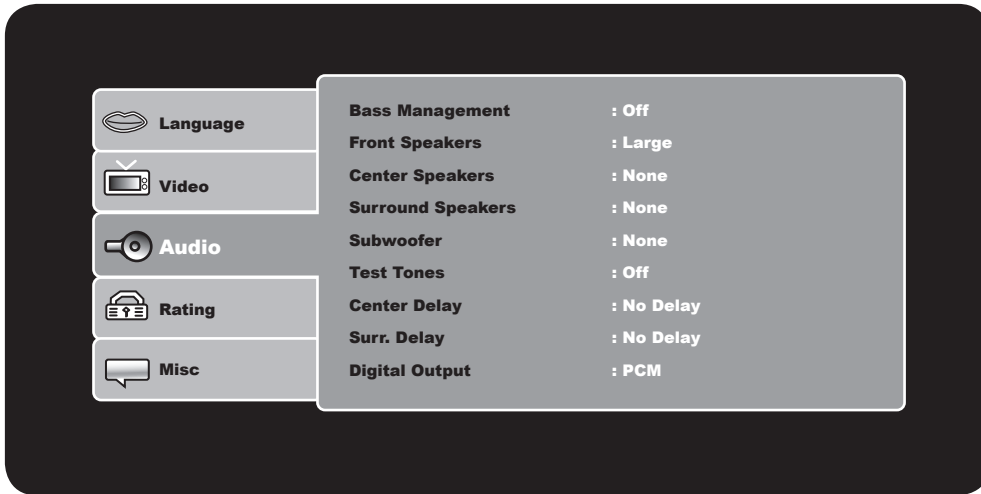 Language
Video
Audio
Rating
Misc
Bass Management : Off
Front Speakers : Large
Center Speakers : None
Surround Speakers : None
Subwoofer : None
Test Tones : Off
Center Delay : No Delay
Surr. Delay : No Delay
Digital Output : PCM